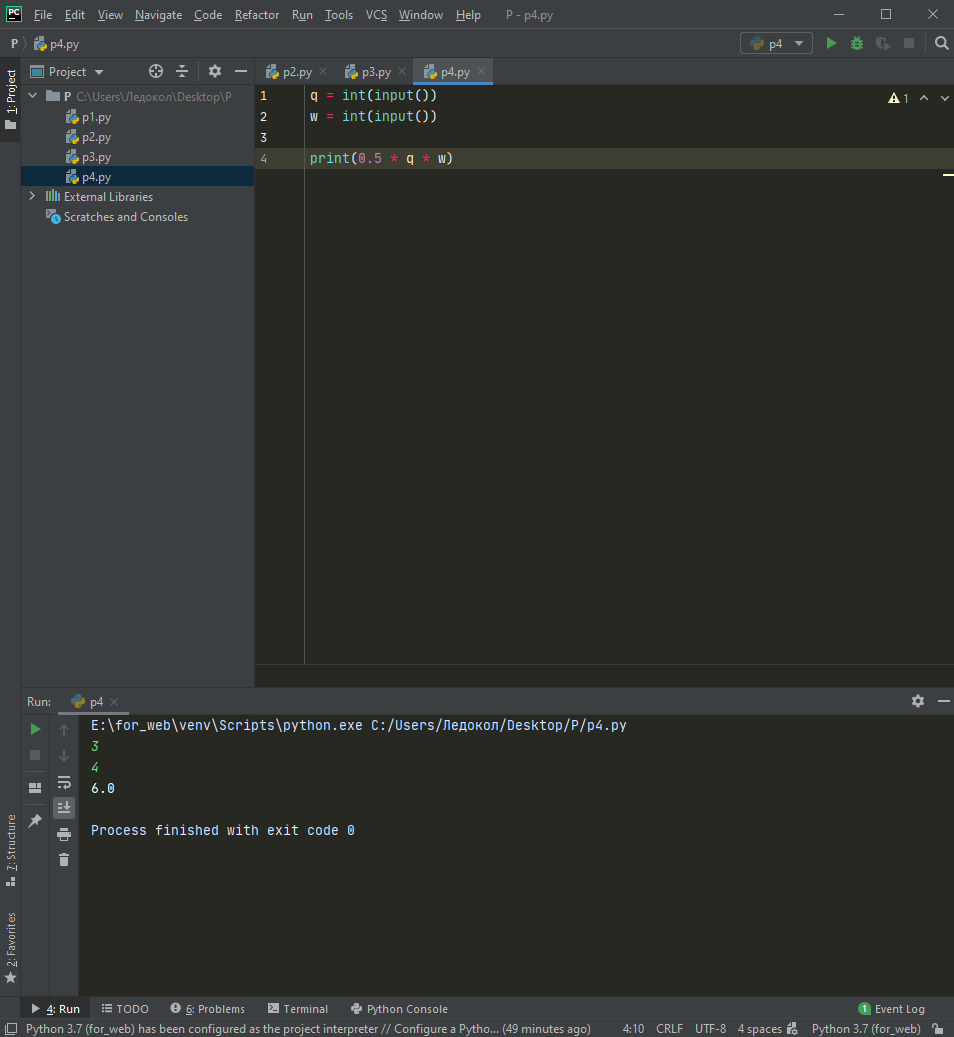 PC File Edit View Navigate Code Refactor Run Tools VCS Window Help P - p4.py
P p4.py p4
1: Project
Project
p2.py p3.py p4.py
P C:\Users\Ледокол\Desktop\P
p1.py
p2.py
p3.py
p4.py
External Libraries
Scratches and Consoles
1 q = int(input())
2 w = int(input())
3
4 print(0.5 * q * w)
1
Run: p4
E:\for_web\venv\Scripts\python.exe C:/Users/Ледокол/Desktop/P/p4.py
3
4
6.0
Process finished with exit code 0
7: Structure
2: Favorites
4: Run TODO 6: Problems Terminal Python Console 1 Event Log
Python 3.7 (for_web) has been configured as the project interpreter // Configure a Pytho... (49 minutes ago) 4:10 CRLF UTF-8 4 spaces Python 3.7 (for_web)